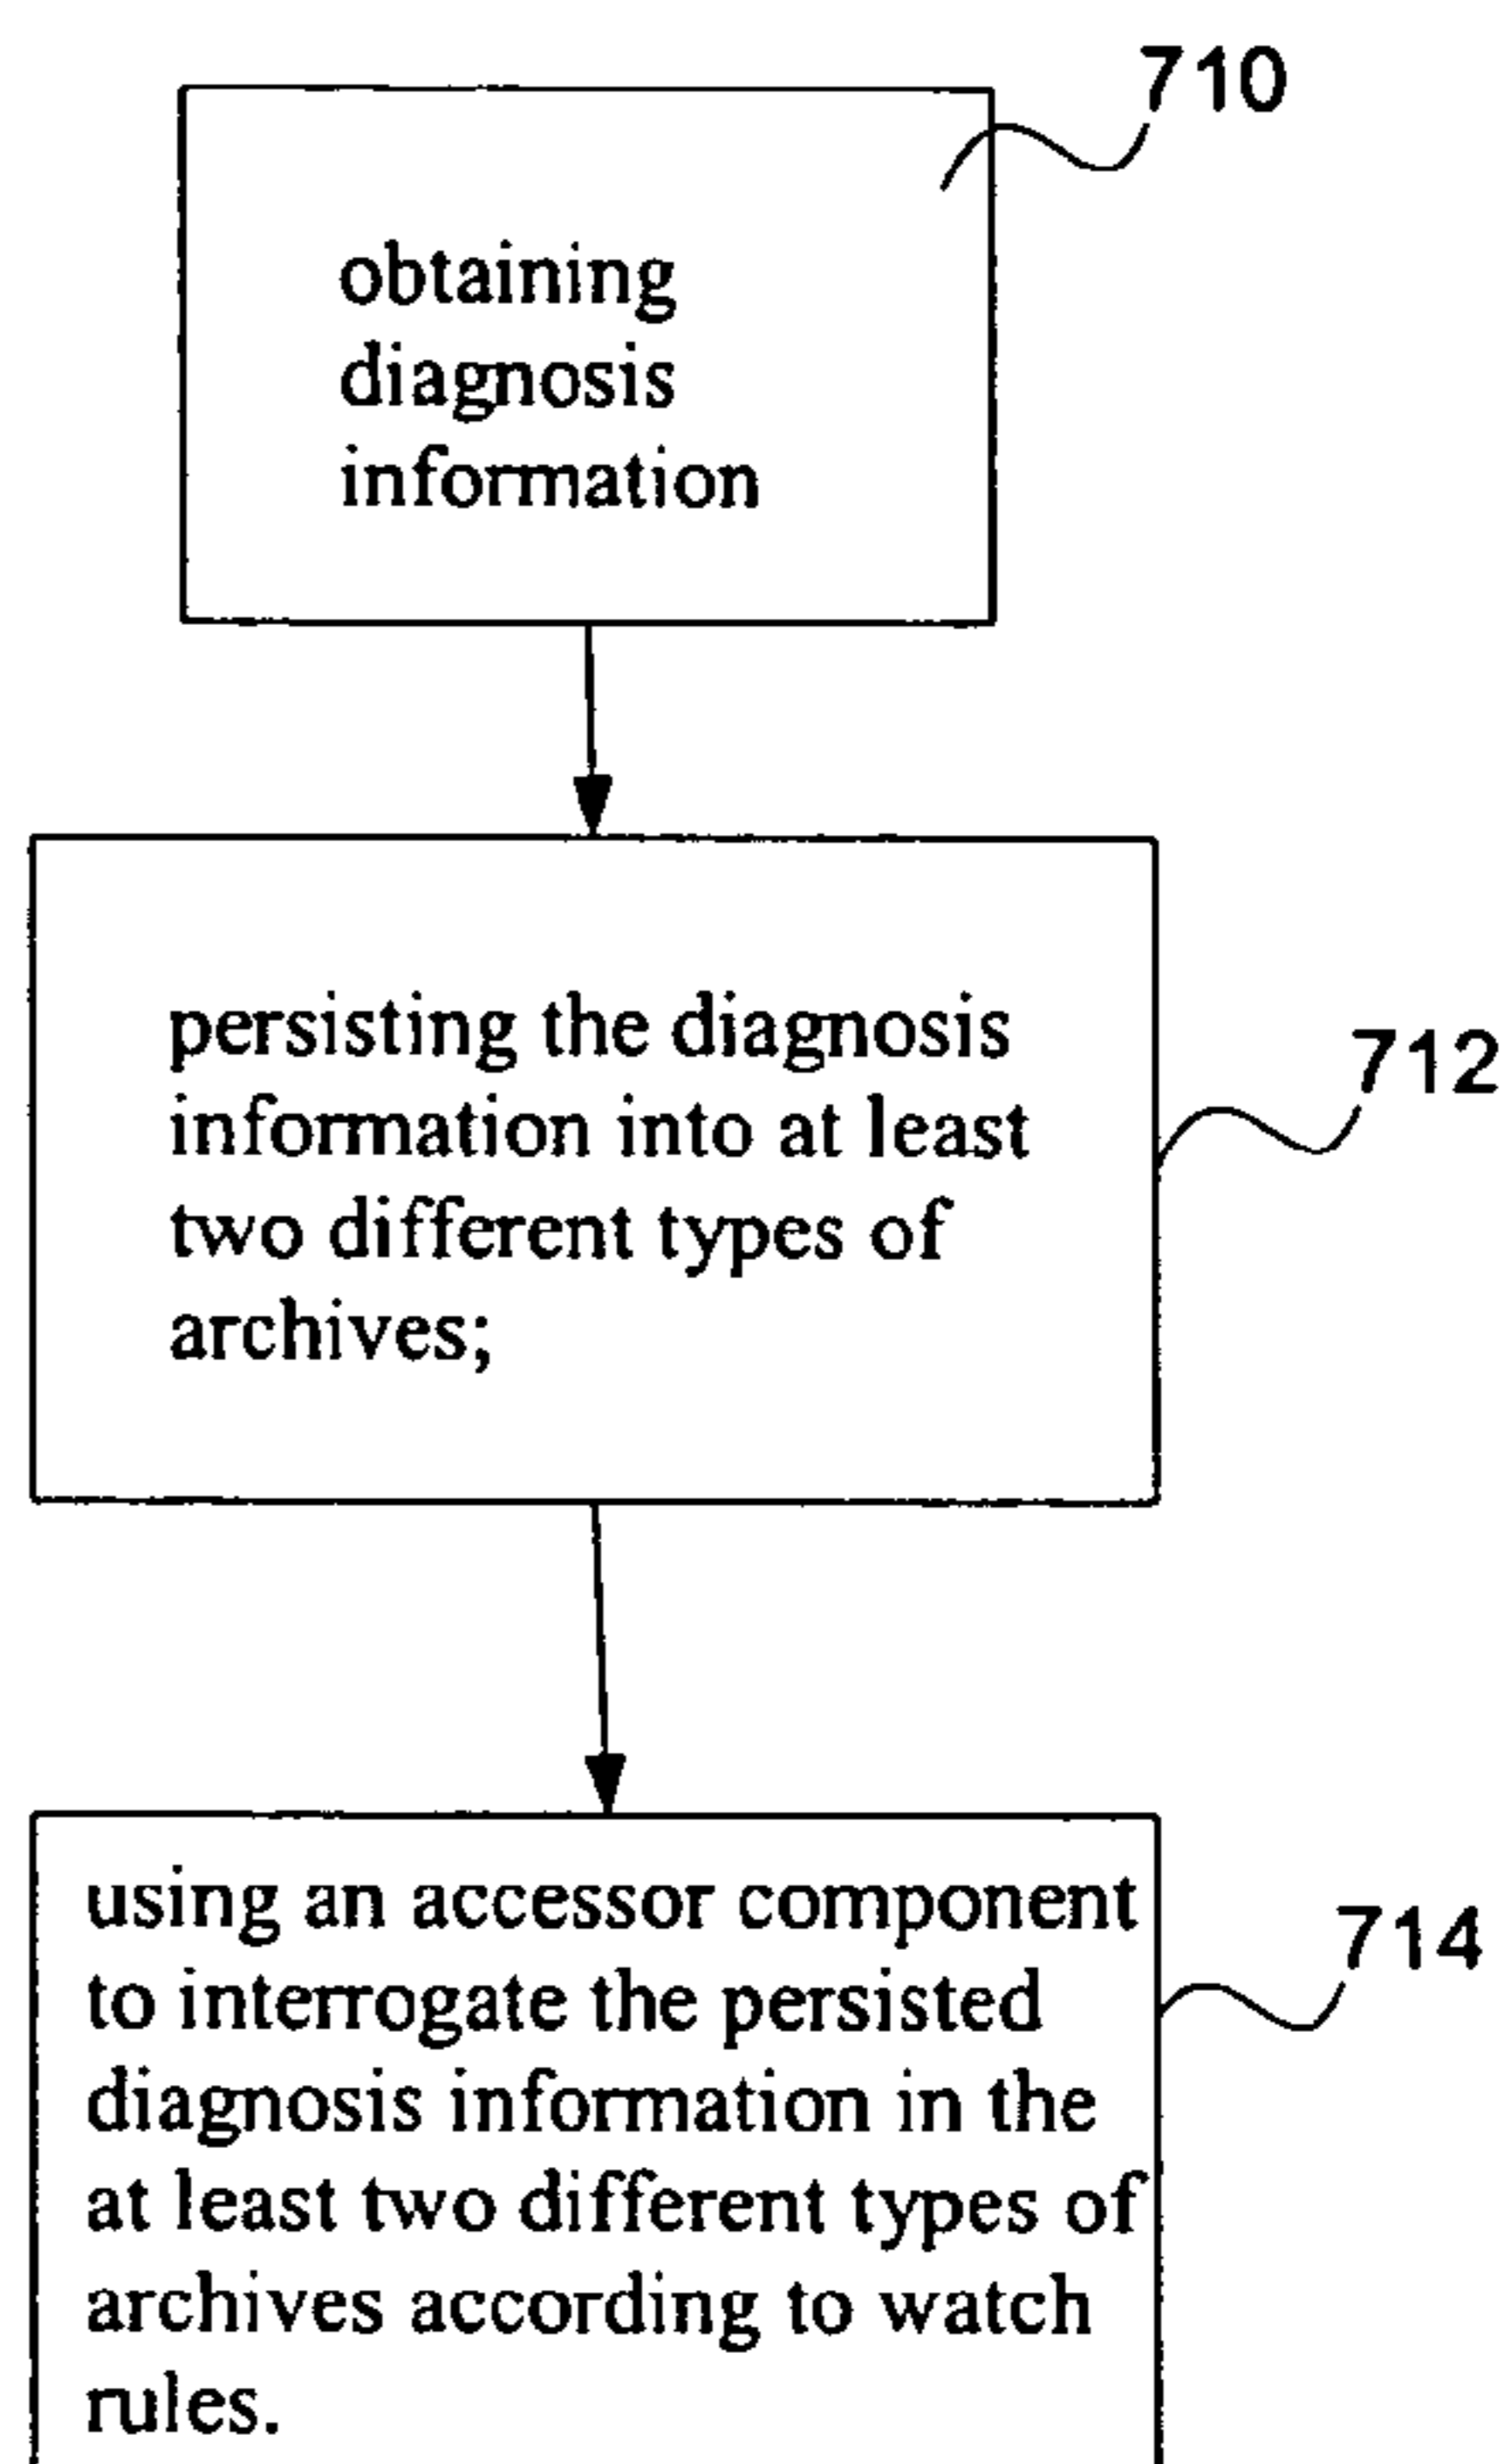 710
obtaining
diagnosis
information
persisting the diagnosis
712
information into at least
two different types of
archives;
using an accessor component
714
to interrogate the persisted
diagnosis information in the
at least two different types of
archives according to watch
rules.